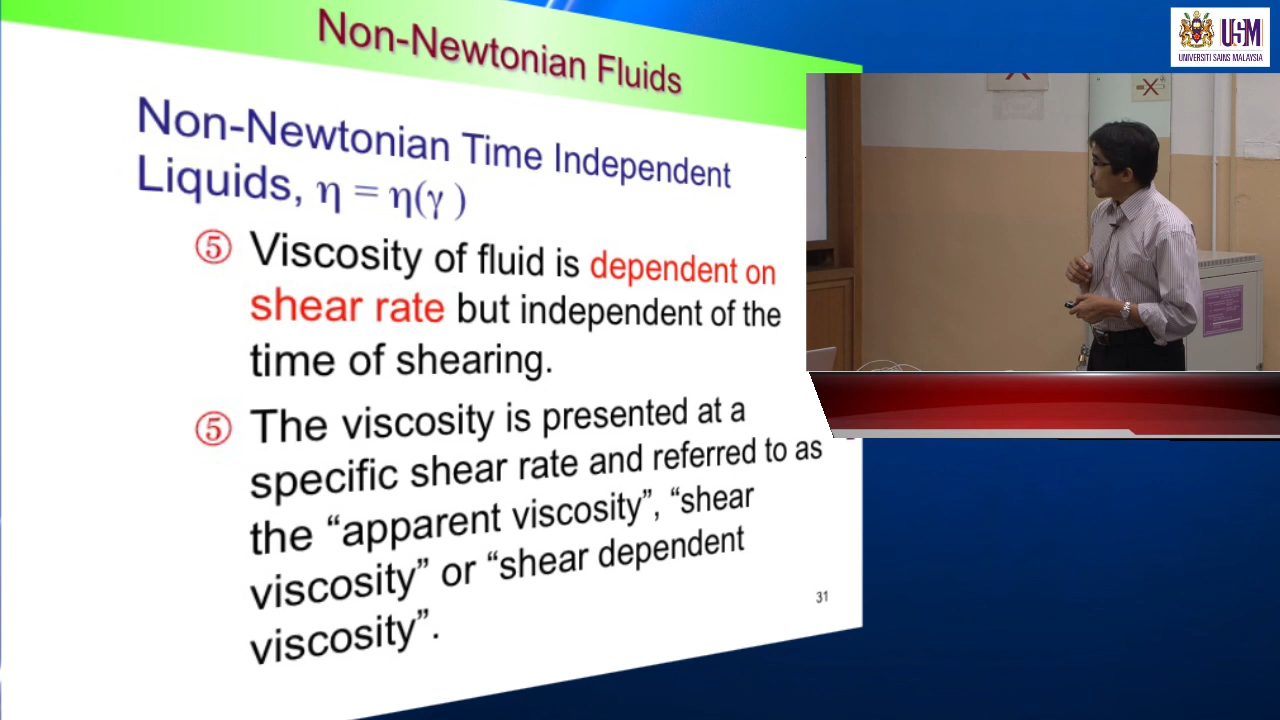 Non-Newtonian Fluids
Non-Newtonian Time Independent
Liquids, η = η(γ )
⑤ Viscosity of fluid is dependent on
shear rate but independent of the
time of shearing.
⑤ The viscosity is presented at a
specific shear rate and referred to as
the “apparent viscosity”, “shear
viscosity” or “shear dependent
viscosity”.
31
USM
UNIVERSITI SAINS MALAYSIA